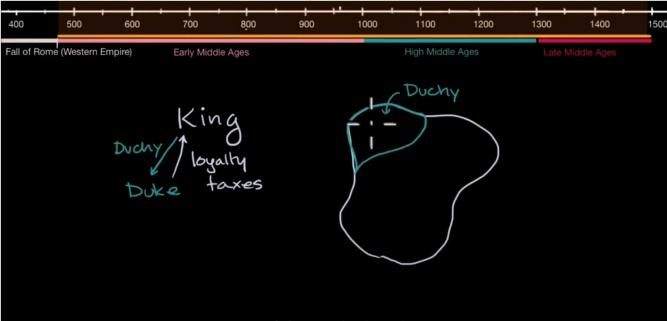 400 500 600 700 800 900 1000 1100 1200 1300 1400 1500
Fall of Rome (Western Empire) Early Middle Ages High Middle Ages Late Middle Ages
Duchy
King
Duchy
loyalty
Duke taxes